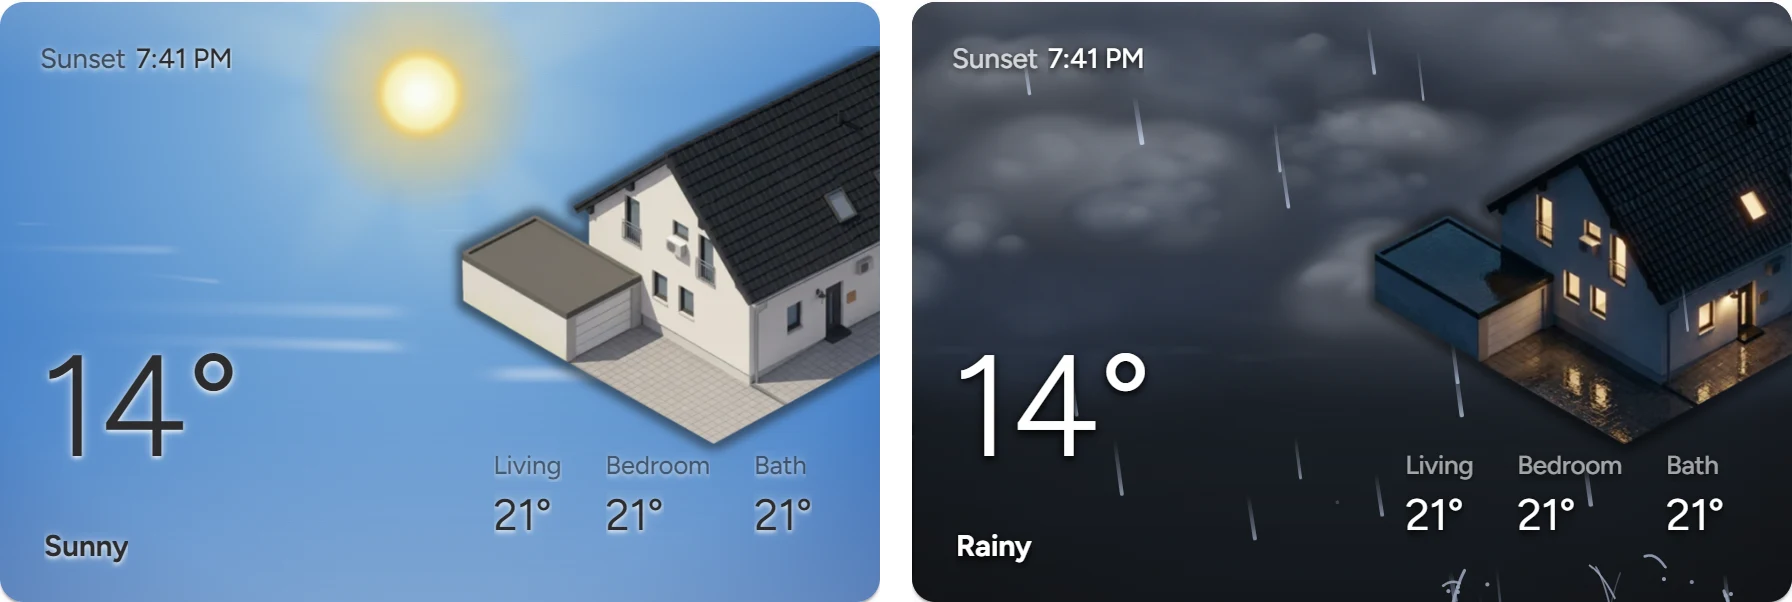 Sunset 7:41 PM
14°
Living Bedroom Bath
21° 21° 21°
Sunny
Sunset 7:41 PM
14°
Living Bedroom Bath
21° 21° 21°
Rainy